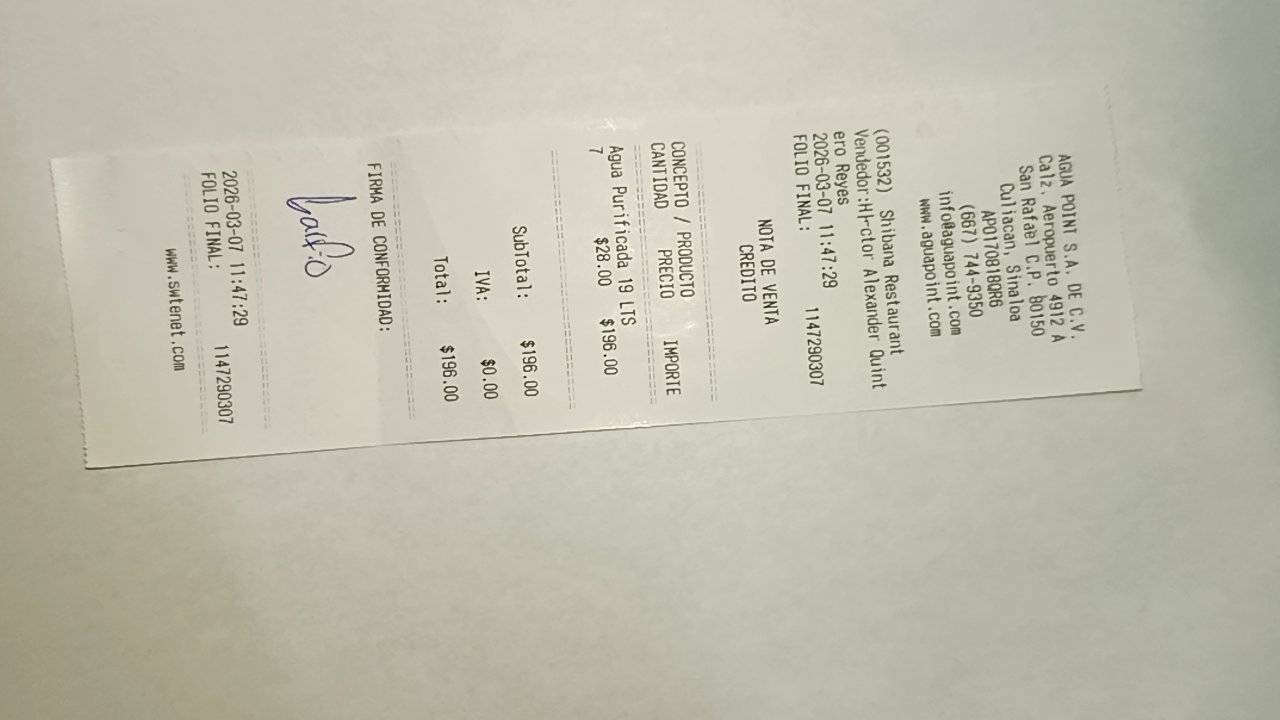 AGUA POINT S.A. DE C.V.
Calz. Aeropuerto 4912 A
San Rafael C.P. 80150
Culiacan, Sinaloa
APO170818QR6
(667) 744-9350
info@aguapoint.com
www.aguapoint.com
(001532) Shibana Restaurant
Vendedor:H├⌐ctor Alexander Quint
ero Reyes
2026-03-07 11:47:29 1147290307
FOLIO FINAL:
NOTA DE VENTA
CREDITO
CONCEPTO / PRODUCTO
CANTIDAD PRECIO IMPORTE
Agua Purificada 19 LTS
7 $28.00 $196.00
SubTotal: $196.00
IVA: $0.00
Total: $196.00
FIRMA DE CONFORMIDAD:
2026-03-07 11:47:29 1147290307
FOLIO FINAL:
www.swtenet.com